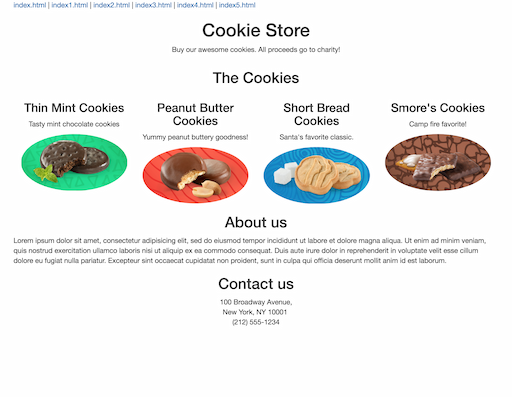 index.html | index1.html | index2.html | index3.html | index4.html | index5.html
Cookie Store
Buy our awesome cookies. All proceeds go to charity!
The Cookies
Thin Mint Cookies
Tasty mint chocolate cookies
Peanut Butter
Cookies
Yummy peanut buttery goodness!
Short Bread
Cookies
Santa's favorite classic.
Smore's Cookies
Camp fire favorite!
About us
Lorem ipsum dolor sit amet, consectetur adipisicing elit, sed do eiusmod tempor incididunt ut labore et dolore magna aliqua. Ut enim ad minim veniam,
quis nostrud exercitation ullamco laboris nisi ut aliquip ex ea commodo consequat. Duis aute irure dolor in reprehenderit in voluptate velit esse cillum
dolore eu fugiat nulla pariatur. Excepteur sint occaecat cupidatat non proident, sunt in culpa qui officia deserunt mollit anim id est laborum.
Contact us
100 Broadway Avenue,
New York, NY 10001
(212) 555-1234